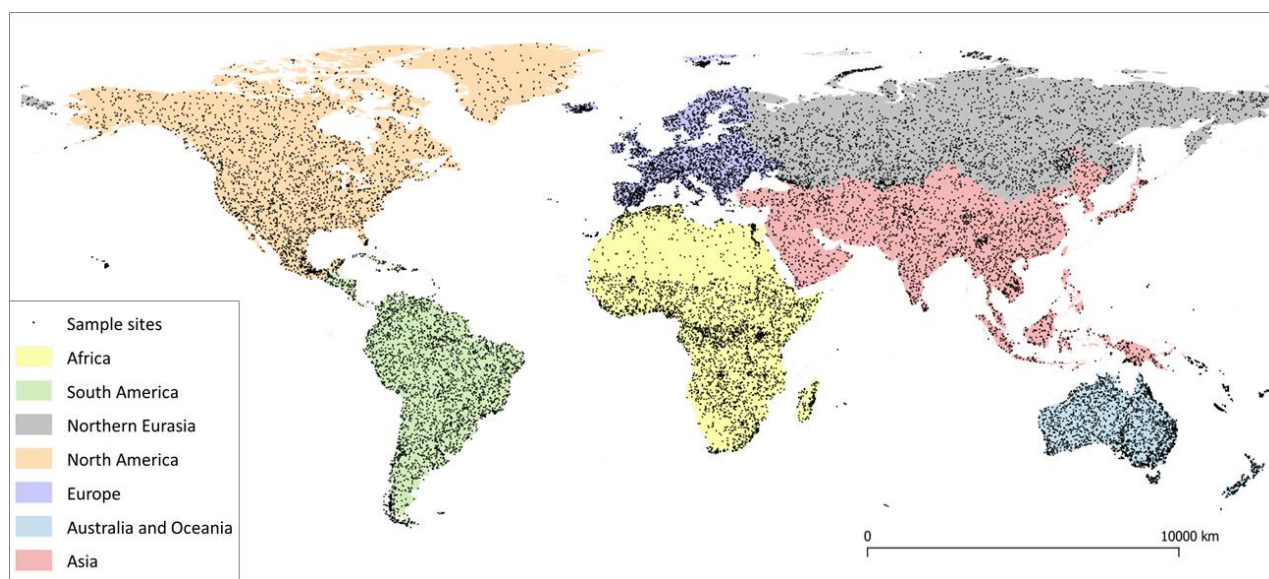 Sample sites
Africa
South America
Northern Eurasia
North America
Europe
Australia and Oceania
Asia
0 10000 km